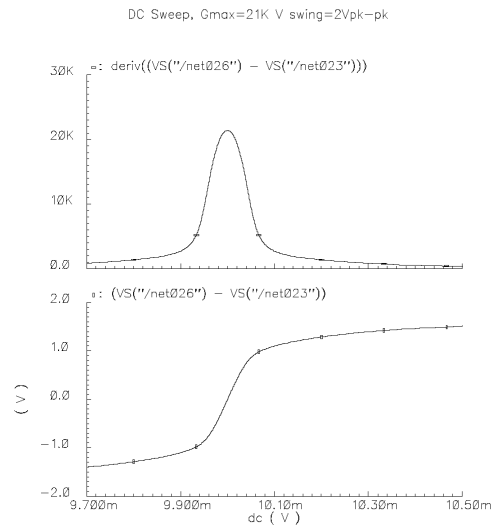 DC Sweep, Gmax=21K V swing=2Vpk-pk
▫: deriv((VS("/net026") - VS("/net023")))
30K
20K
10K
0.0
▫: (VS("/net026") - VS("/net023"))
2.0
1.0
0.0
-1.0
-2.0
( V )
9.700m 9.900m 10.10m 10.30m 10.50m
dc ( V )